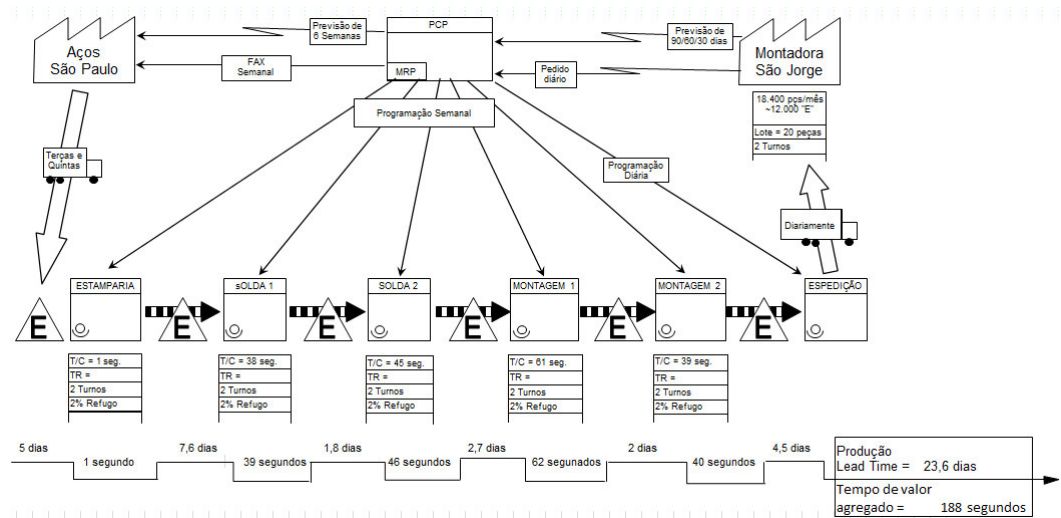 Aços
São Paulo
Previsão de
6 Semanas
FAX
Semanal
PCP
MRP
Previsão de
90/60/30 dias
Pedido
diário
Montadora
São Jorge
18.400 pçs/mês
~12.000 "E"
Lote = 20 peças
2 Turnos
Programação Semanal
Terças e
Quintas
Programação
Diária
Diariamente
E
ESTAMPARIA
E
sOLDA 1
E
SOLDA 2
E
MONTAGEM 1
E
MONTAGEM 2
E
ESPEDIÇÃO
T/C = 1 seg.
TR =
2 Turnos
2% Refugo
T/C = 38 seg.
TR =
2 Turnos
2% Refugo
T/C = 45 seg.
TR =
2 Turnos
2% Refugo
T/C = 61 seg.
TR =
2 Turnos
2% Refugo
T/C = 39 seg.
TR =
2 Turnos
2% Refugo
5 dias
1 segundo
7,6 dias
39 segundos
1,8 dias
46 segundos
2,7 dias
62 segunados
2 dias
40 segundos
4,5 dias
Produção
Lead Time = 23,6 dias
Tempo de valor
agregado = 188 segundos